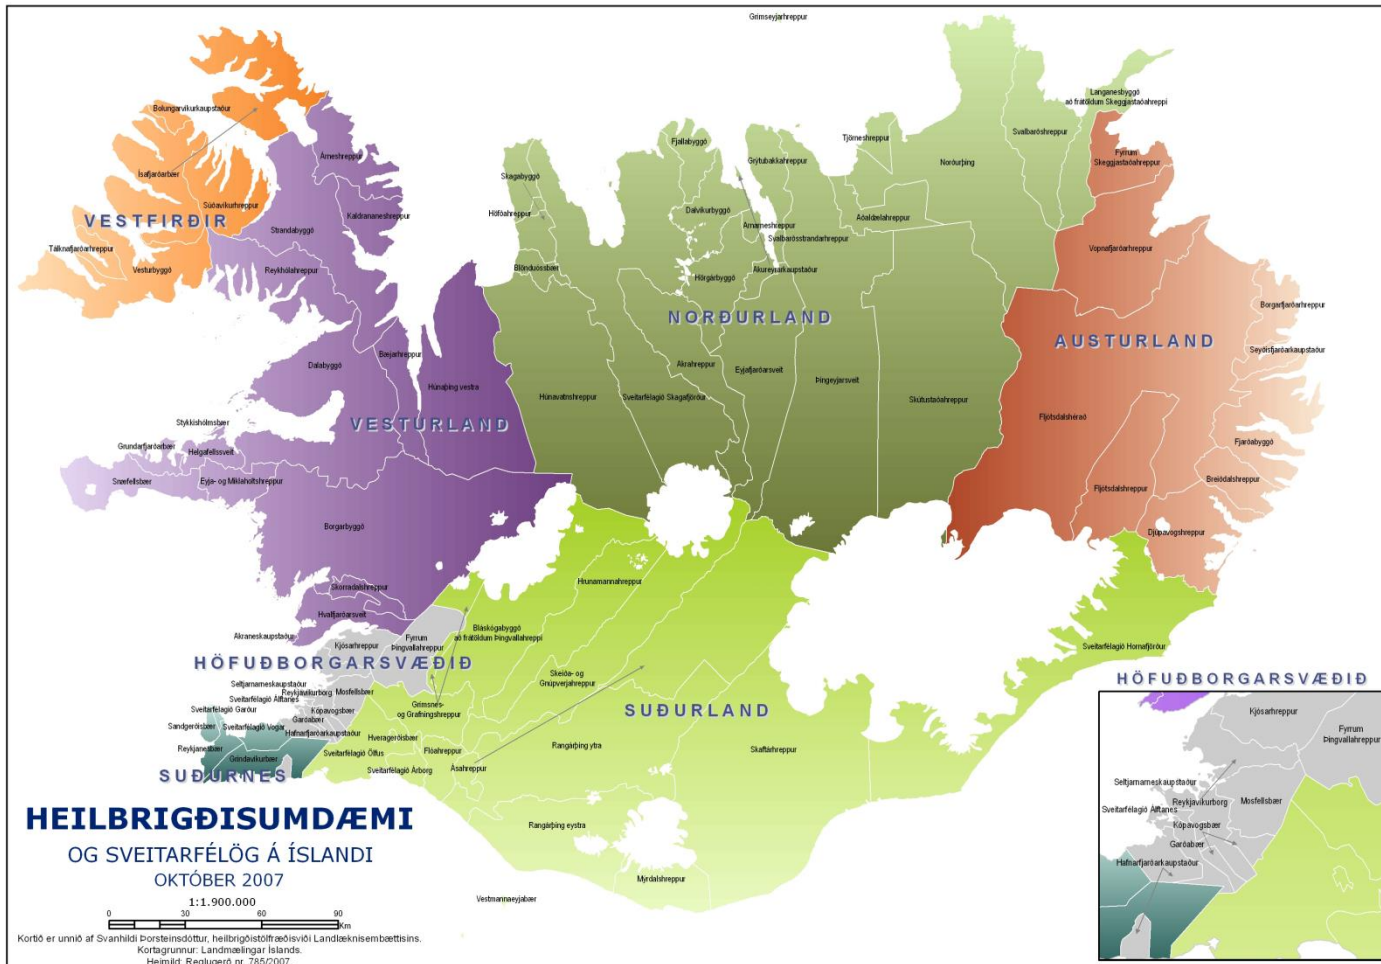 Grímseyjarhreppur
Langanesbyggð
að frátöldum Skeggjastaðahreppi
Bolungarvíkurkaupstaður
Svalbarðshreppur
Tjörneshreppur
Fjallabyggð
Grýtubakkahreppur
Norðurþing
Fyrrum
Skeggjastaðahreppur
Árneshreppur
Ísafjarðarbær
Skagabyggð
Súðavíkurhreppur
Höfðahreppur
Dalvíkurbyggð
Kaldrananeshreppur
Aðaldælahreppur
VESTFIRÐIR
Strandabyggð
Arnarneshreppur
Svalbarðsstrandarhreppur
Tálknafjarðarhreppur
Vopnafjarðarhreppur
Vesturbyggð
Reykhólahreppur
Blönduóssbær
Hörgárbyggð
Akureyrarkaupstaður
Borgarfjarðarhreppur
NORÐURLAND
AUSTURLAND
Seyðisfjarðarkaupstaður
Bæjarhreppur
Dalabyggð
Húnaþing vestra
Akrahreppur
Eyjafjarðarsveit
Þingeyjarsveit
Húnavatnshreppur
Sveitarfélagið Skagafjörður
Skútustaðahreppur
Fljótsdalshérað
Stykkishólmsbær
VESTURLAND
Grundarfjarðarbær
Helgafellssveit
Fjarðabyggð
Snæfellsbær
Eyja- og Miklaholtshreppur
Breiðdalshreppur
Fljótsdalshreppur
Borgarbyggð
Djúpavogshreppur
Skorradalshreppur
Hrunamannahreppur
Hvalfjarðarsveit
Bláskógabyggð
að frátöldum Þingvallahreppi
Akraneskaupstaður
Kjósarhreppur
Fyrrum
Þingvallahreppur
Sveitarfélagið Hornafjörður
HÖFUÐBORGARSVÆÐIÐ
Skeiða- og
Gnúpverjahreppur
Seltjarnarneskaupstaður
Reykjavíkurborg
Mosfellsbær
Sveitarfélagið Álftanes
Grímsnes-
og Grafningshreppur
Sveitarfélagið Garður
Kópavogsbær
SUÐURLAND
Garðabær
Sandgerðisbær
Sveitarfélagið Vogar
Hafnarfjarðarkaupstaður
Hveragerðisbær
Reykjanesbær
Sveitarfélagið Ölfus
Flóahreppur
Rangárþing ytra
Skaftárhreppur
Grindavíkurbær
Sveitarfélagið Árborg
Ásahreppur
SUÐURNES
Rangárþing eystra
Mýrdalshreppur
Vestmannaeyjabær
HEILBRIGÐISUMDÆMI
OG SVEITARFÉLÖG Á ÍSLANDI
OKTÓBER 2007
1:1.900.000
0 30 60 90
Km
Kortið er unnið af Svanhildi Þorsteinsdóttur, heilbrigðistölfræðisviði Landlæknisembættisins.
Kortagrunnur: Landmælingar Íslands.
Heimild: Reglugerð nr. 785/2007
HÖFUÐBORGARSVÆÐIÐ
Kjósarhreppur
Fyrrum
Þingvallahreppur
Seltjarnarneskaupstaður
Reykjavíkurborg
Mosfellsbær
Sveitarfélagið Álftanes
Kópavogsbær
Garðabær
Hafnarfjarðarkaupstaður